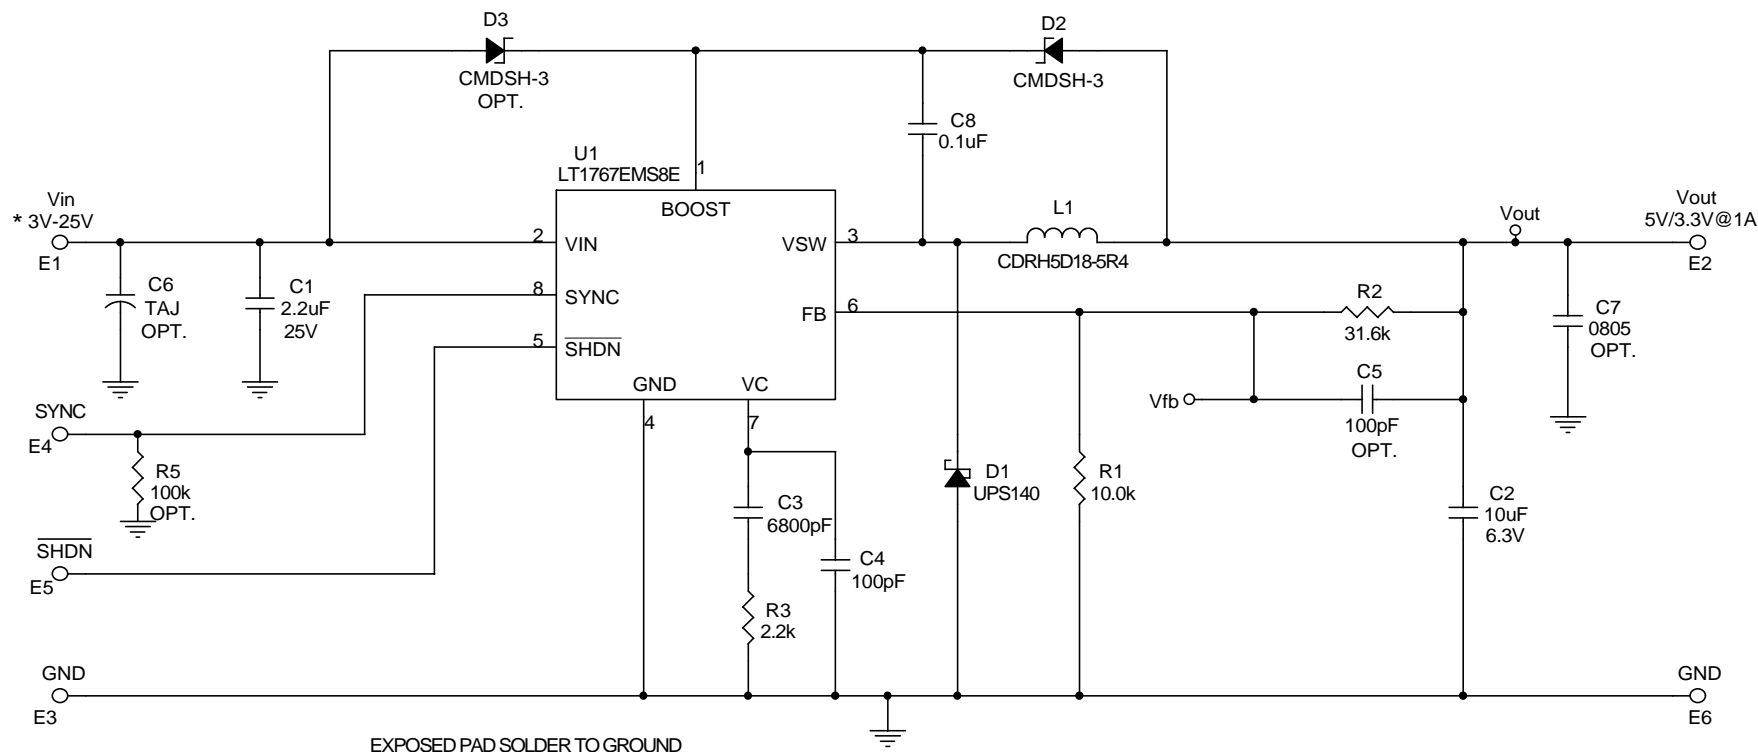 D3
CMDSH-3
OPT.
D2
CMDSH-3
C8
0.1uF
U1
LT1767EMS8E
1
BOOST
Vin
* 3V-25V
E1
2
VIN
VSW
3
L1
CDRH5D18-5R4
Vout
Vout
5V/3.3V@1A
E2
C6
TAJ
OPT.
C1
2.2uF
25V
8
SYNC
FB
6
R2
31.6k
C7
0805
OPT.
5
SHDN
GND
VC
4
7
Vfb
C5
100pF
OPT.
SYNC
E4
R5
100k
OPT.
D1
UPS140
R1
10.0k
C3
6800pF
C2
10uF
6.3V
SHDN
E5
C4
100pF
R3
2.2k
GND
E3
GND
E6
EXPOSED PAD SOLDER TO GROUND